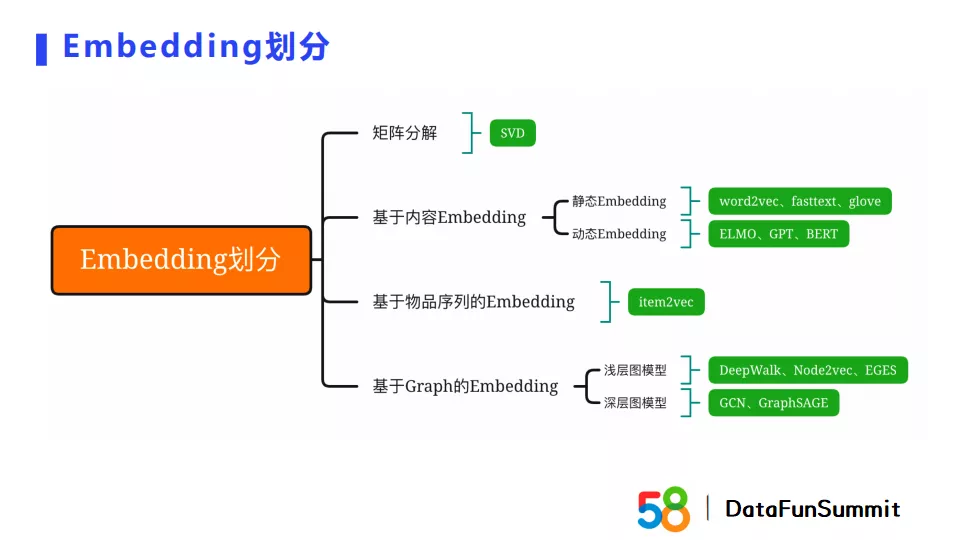 Embedding划分
矩阵分解
SVD
基于内容Embedding
静态Embedding
word2vec、fasttext、glove
动态Embedding
ELMO、GPT、BERT
Embedding划分
基于物品序列的Embedding
item2vec
基于Graph的Embedding
浅层图模型
DeepWalk、Node2vec、EGES
深层图模型
GCN、GraphSAGE
58 | DataFunSummit